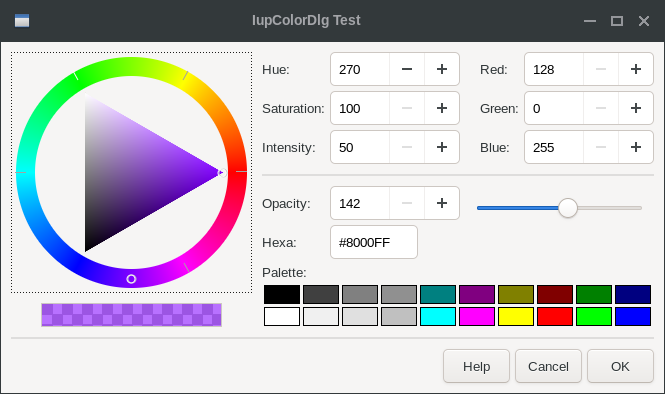 IupColorDlg Test
Hue: 270 Red: 128
Saturation: 100 Green: 0
Intensity: 50 Blue: 255
Opacity: 142
Hexa: #8000FF
Palette:
Help Cancel OK